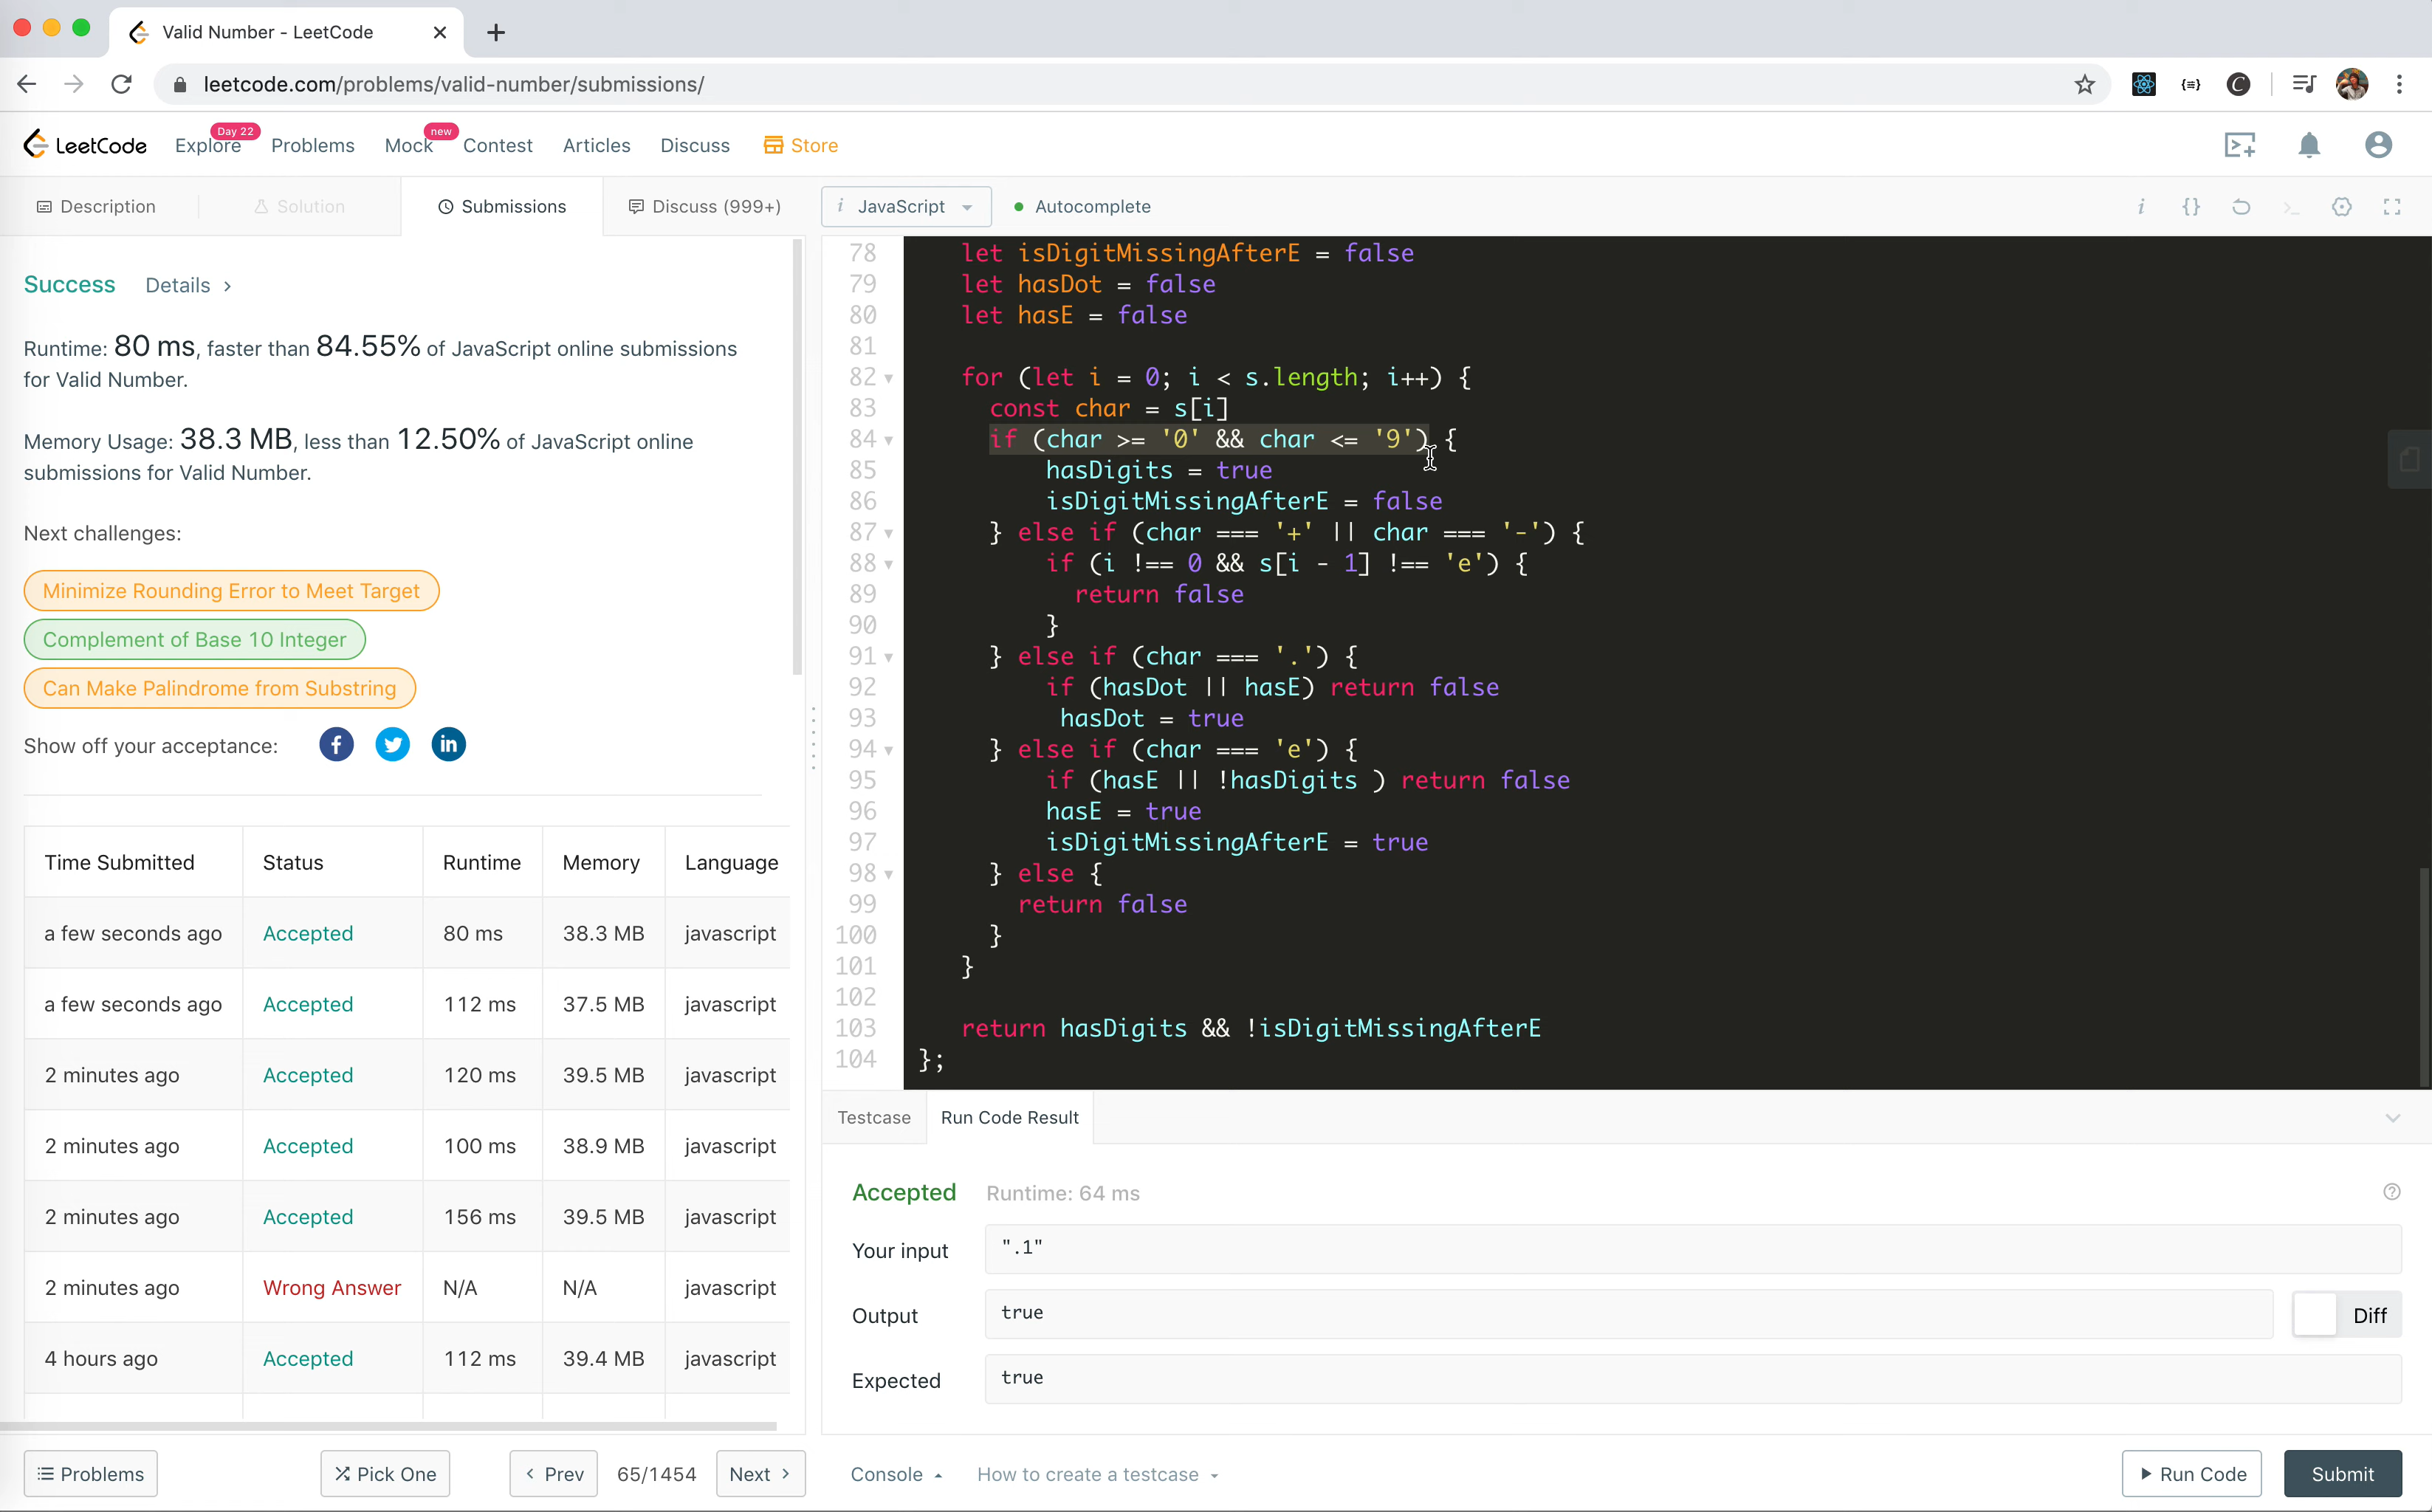 Valid Number - LeetCode
leetcode.com/problems/valid-number/submissions/
LeetCode
Explore
Day 22
Problems
Mock
new
Contest
Articles
Discuss
Store
Description
Solution
Submissions
Discuss (999+)
i JavaScript
Autocomplete
Success Details >
Runtime: 80 ms, faster than 84.55% of JavaScript online submissions
for Valid Number.
Memory Usage: 38.3 MB, less than 12.50% of JavaScript online
submissions for Valid Number.
Next challenges:
Minimize Rounding Error to Meet Target
Complement of Base 10 Integer
Can Make Palindrome from Substring
Show off your acceptance:
Time Submitted Status Runtime Memory Language
a few seconds ago Accepted 80 ms 38.3 MB javascript
a few seconds ago Accepted 112 ms 37.5 MB javascript
2 minutes ago Accepted 120 ms 39.5 MB javascript
2 minutes ago Accepted 100 ms 38.9 MB javascript
2 minutes ago Accepted 156 ms 39.5 MB javascript
2 minutes ago Wrong Answer N/A N/A javascript
4 hours ago Accepted 112 ms 39.4 MB javascript
78 let isDigitMissingAfterE = false
79 let hasDot = false
80 let hasE = false
81
82 for (let i = 0; i < s.length; i++) {
83 const char = s[i]
84 if (char >= '0' && char <= '9') {
85 hasDigits = true
86 isDigitMissingAfterE = false
87 } else if (char === '+' || char === '-') {
88 if (i !== 0 && s[i - 1] !== 'e') {
89 return false
90 }
91 } else if (char === '.') {
92 if (hasDot || hasE) return false
93 hasDot = true
94 } else if (char === 'e') {
95 if (hasE || !hasDigits ) return false
96 hasE = true
97 isDigitMissingAfterE = true
98 } else {
99 return false
100 }
101 }
102
103 return hasDigits && !isDigitMissingAfterE
104 };
Testcase Run Code Result
Accepted Runtime: 64 ms
Your input ".1"
Output true Diff
Expected true
Problems
Pick One
Prev
65/1454
Next
Console
How to create a testcase
Run Code
Submit